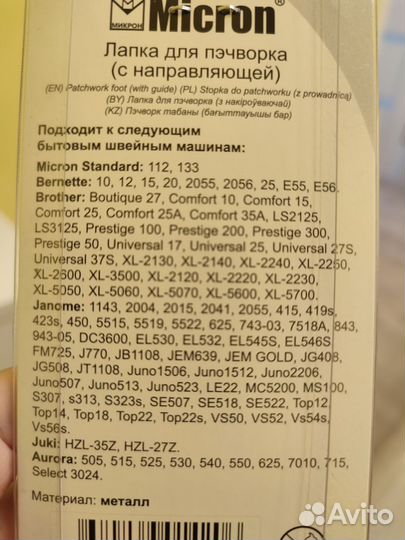 МИКРОН Micron®
Лапка для пэчворка
(с направляющей)
(EN) Patchwork foot (with guide) (PL) Stopka do patchworku (z prowadnicą)
(BY) Лапка для пэчворка (з накіроўваючай)
(KZ) Пэчворк табаны (бағыттауышы бар)
Подходит к следующим
бытовым швейным машинам:
Micron Standard: 112, 133
Bernette: 10, 12, 15, 20, 2055, 2056, 25, E55, E56.
Brother: Boutique 27, Comfort 10, Comfort 15,
Comfort 25, Comfort 25A, Comfort 35A, LS2125,
LS3125, Prestige 100, Prestige 200, Prestige 300,
Prestige 50, Universal 17, Universal 25, Universal 27S,
Universal 37S, XL-2130, XL-2140, XL-2240, XL-2250,
XL-2600, XL-3500, XL-2120, XL-2220, XL-2230,
XL-5050, XL-5060, XL-5070, XL-5600, XL-5700.
Janome: 1143, 2004, 2015, 2041, 2055, 415, 419s,
423s, 450, 5515, 5519, 5522, 625, 743-03, 7518A, 843,
943-05, DC3600, EL530, EL532, EL545S, EL546S
FM725, J770, JB1108, JEM639, JEM GOLD, JG408,
JG508, JT1108, Juno1506, Juno1512, Juno2206,
Juno507, Juno513, Juno523, LE22, MC5200, MS100,
S307, s313, S323s, SE507, SE518, SE522, Top12
Top14, Top18, Top22, Top22s, VS50, VS52, Vs54s,
Vs56s.
Juki: HZL-35Z, HZL-27Z.
Aurora: 505, 515, 525, 530, 540, 550, 625, 7010, 715,
Select 3024.
Материал: металл
Avito